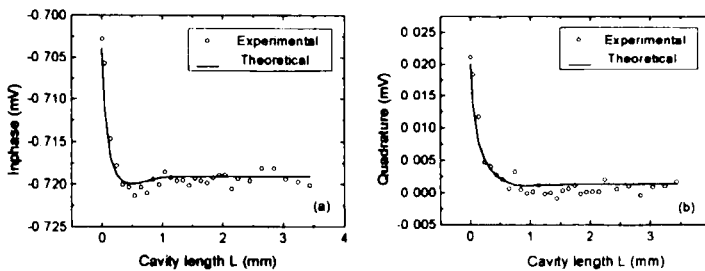 -0.700
-0.705
-0.710
-0.715
-0.720
-0.725
Inphase (mV)
Experimental
Theoretical
(a)
0
1
2
3
4
Cavity length L (mm)
0 025
0 020
0 015
0 010
0 005
0 000
-0 005
Quadrature (mV)
Experimental
Theoretical
(b)
0
1
2
3
4
Cavity length L (mm)